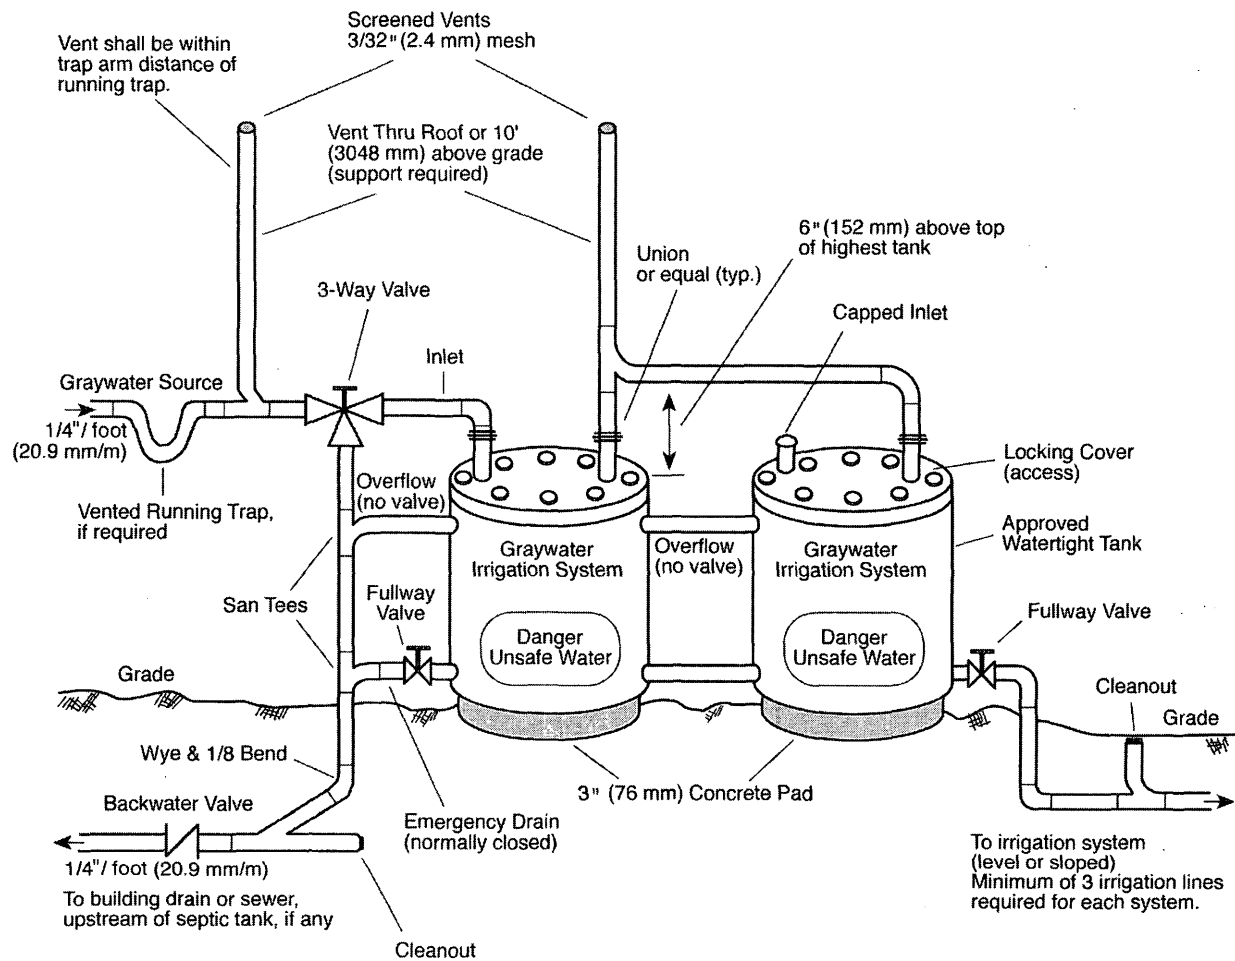 Screened Vents
3/32" (2.4 mm) mesh
Vent shall be within
trap arm distance of
running trap.
Vent Thru Roof or 10'
(3048 mm) above grade
(support required)
6" (152 mm) above top
of highest tank
Union
or equal (typ.)
3-Way Valve
Capped Inlet
Inlet
Graywater Source
1/4"/ foot
(20.9 mm/m)
Locking Cover
(access)
Overflow
(no valve)
Vented Running Trap,
if required
Approved
Watertight Tank
Graywater
Irrigation System
Overflow
(no valve)
Graywater
Irrigation System
San Tees
Fullway
Valve
Fullway Valve
Danger
Unsafe Water
Danger
Unsafe Water
Grade
Cleanout
Grade
Wye & 1/8 Bend
3" (76 mm) Concrete Pad
Backwater Valve
Emergency Drain
(normally closed)
1/4"/ foot (20.9 mm/m)
To building drain or sewer,
upstream of septic tank, if any
To irrigation system
(level or sloped)
Minimum of 3 irrigation lines
required for each system.
Cleanout